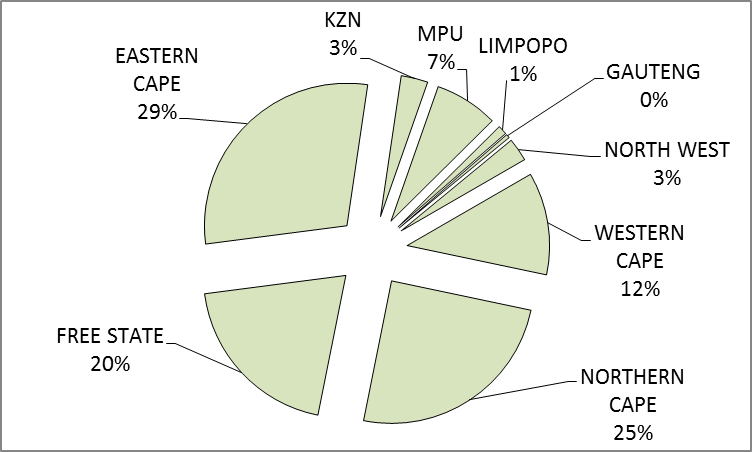 KZN
3%
MPU
7%
LIMPOPO
1%
GAUTENG
0%
NORTH WEST
3%
WESTERN
CAPE
12%
NORTHERN
CAPE
25%
FREE STATE
20%
EASTERN
CAPE
29%